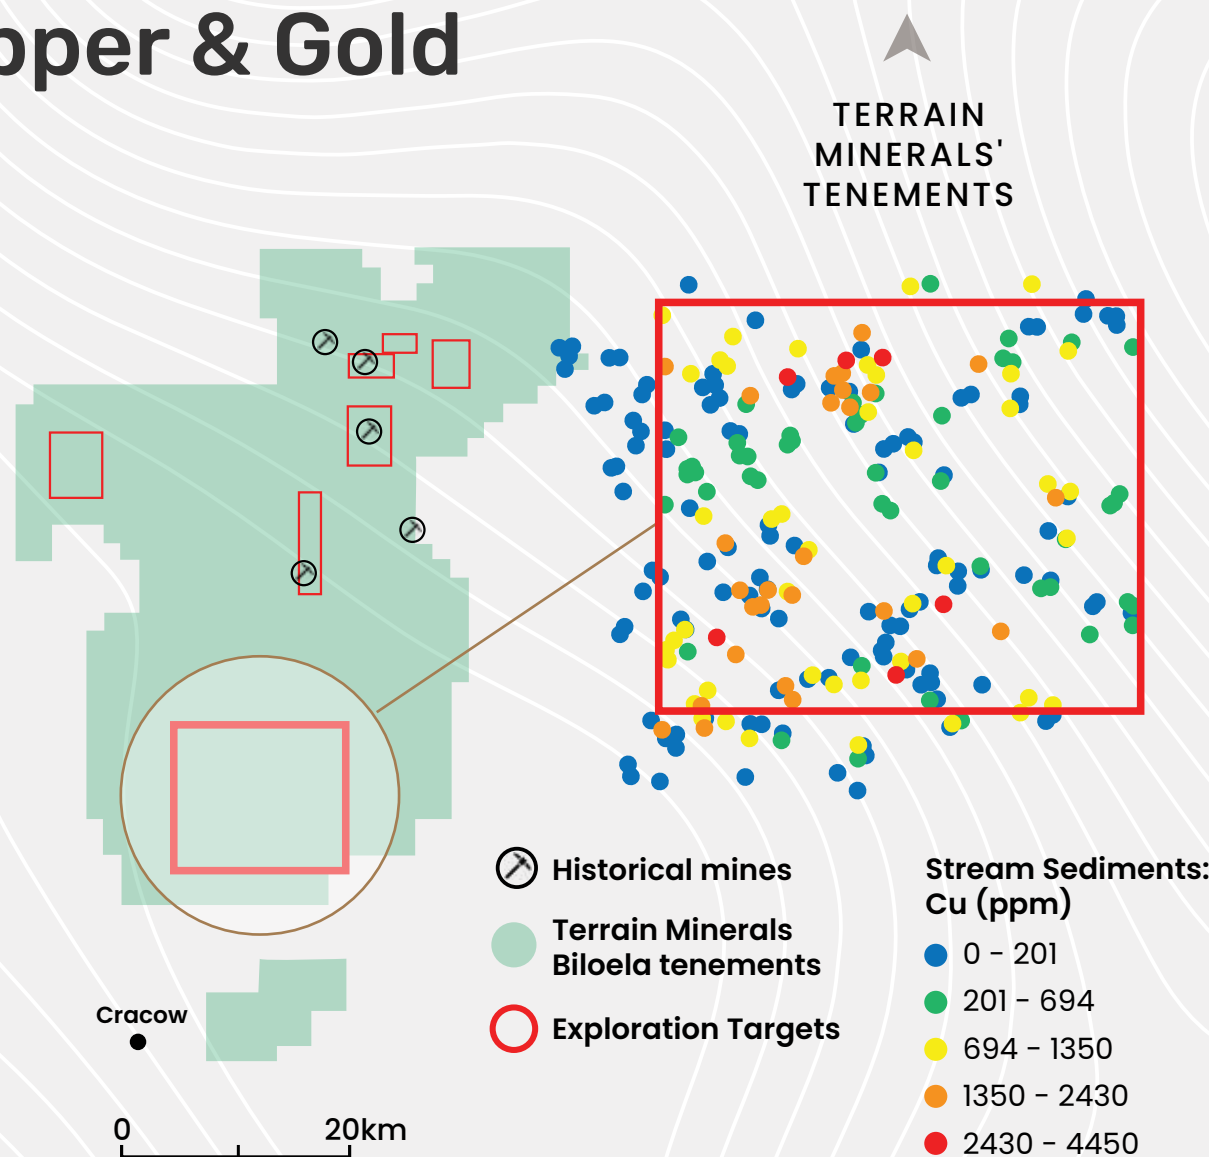 pper & Gold
TERRAIN
MINERALS'
TENEMENTS
Historical mines
Terrain Minerals
Biloela tenements
Exploration Targets
Stream Sediments:
Cu (ppm)
0 - 201
201 - 694
694 - 1350
1350 - 2430
2430 - 4450
Cracow
0 20km